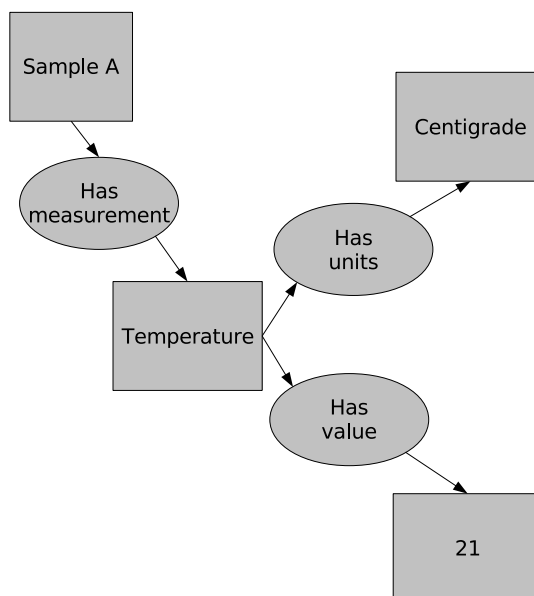 Sample A
Has
measurement
Temperature
Has
units
Centigrade
Has
value
21